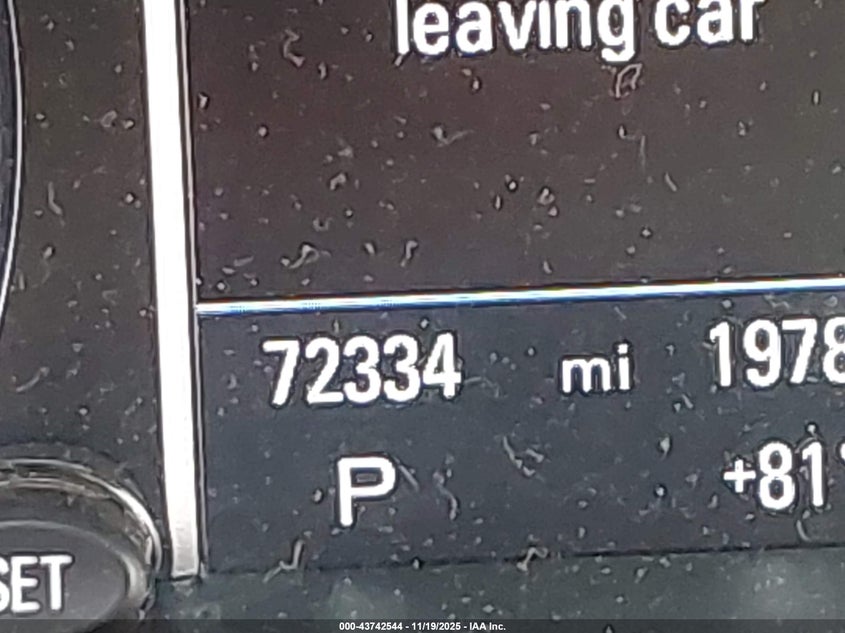 leaving car
72334 mi 1978
P +81°
SET
000-43742544 - 11/19/2025 - IAA Inc.